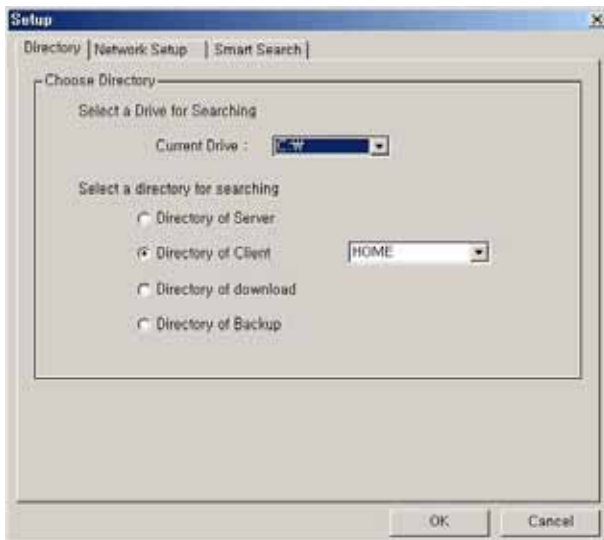 Setup
Directory Network Setup Smart Search
Choose Directory
Select a Drive for Searching
Current Drive : C:₩
Select a directory for searching
Directory of Server
Directory of Client HOME
Directory of download
Directory of Backup
OK Cancel